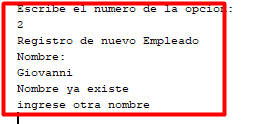 Escribe el numero de la opcion:
2
Registro de nuevo Empleado
Nombre:
Giovanni
Nombre ya existe
ingrese otra nombre